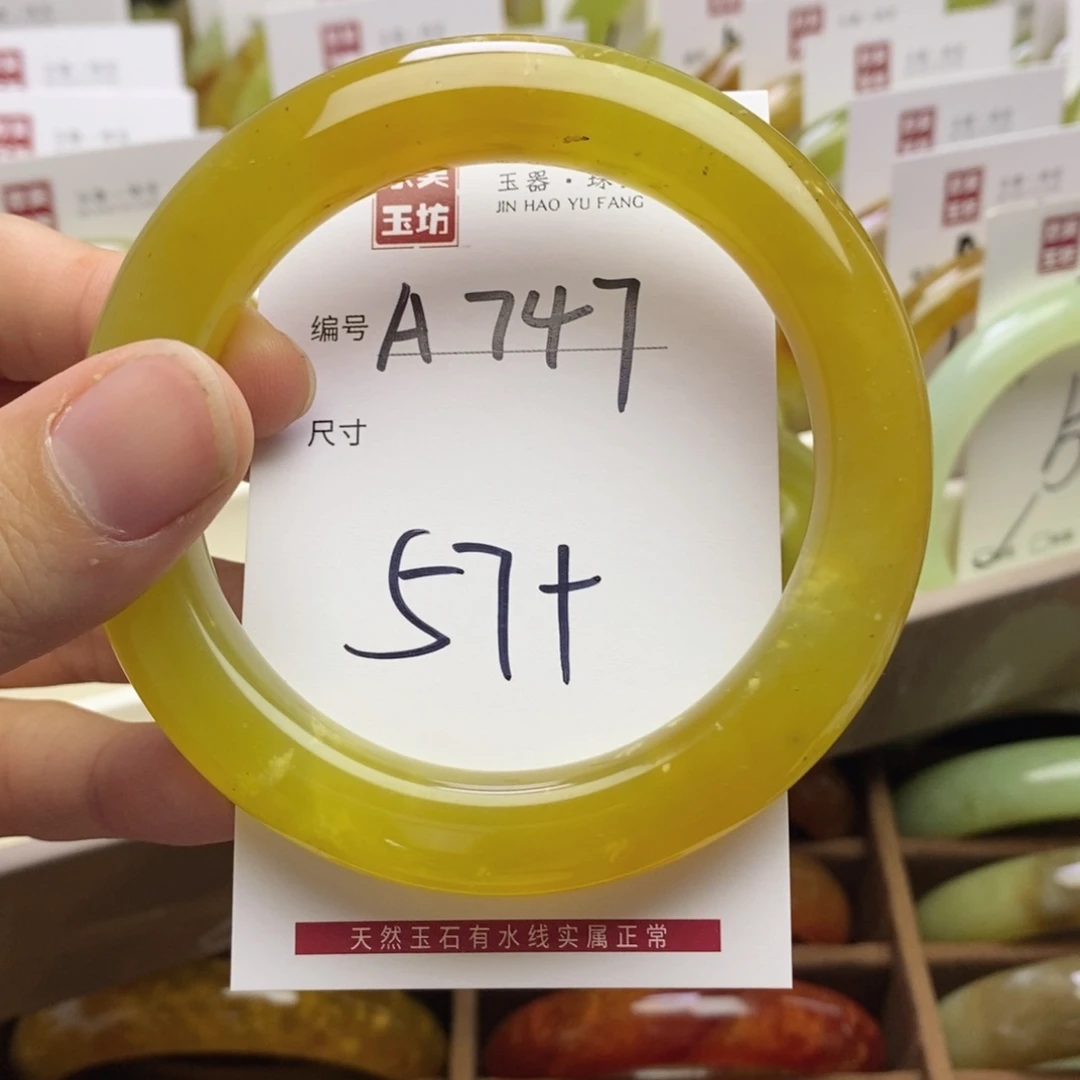 玉坊
玉器·珠
JIN HAO YU FANG
编号 A747
尺寸
57+
天然玉石有水线实属正常